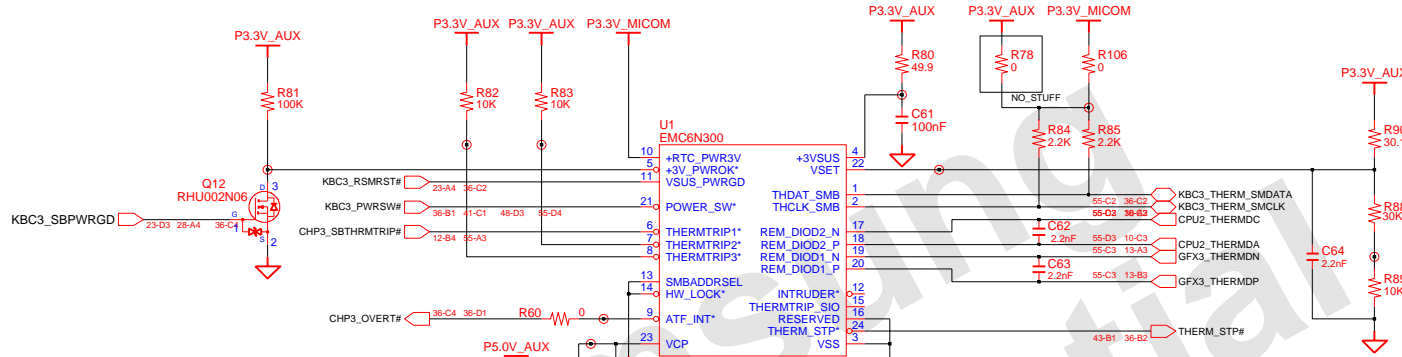 P3.3V_AUX
P3.3V_AUX
P3.3V_AUX
P3.3V_AUX
P3.3V_MICOM
P3.3V_AUX
P3.3V_AUX
P3.3V_MICOM
P3.3V_AUX
R81
100K
R82
10K
R83
10K
R80
49.9
C61
100nF
R78
0
R106
0
NO_STUFF
R84
2.2K
R85
2.2K
30.1
R88
30K
R89
10K
U1
EMC6N300
Q12
RHU002N06
D 3
G
1
S 2
KBC3_SBPWRGD
23-D3 28-A4 36-C4
KBC3_RSMRST#
23-A4 36-C2
KBC3_PWRSW#
36-B1 41-C1 48-D3 55-D4
CHP3_SBTHRMTRIP#
12-B4 55-A3
CHP3_OVERT#
36-C4 36-D1
R60 0
P5.0V_AUX
10 +RTC_PWR3V
5 +3V_PWROK*
11 VSUS_PWRGD
21 POWER_SW*
6 THERMTRIP1*
7 THERMTRIP2*
8 THERMTRIP3*
13 SMBADDRSEL
14 HW_LOCK*
9 ATF_INT*
23 VCP
+3VSUS 4
VSET 22
THDAT_SMB 1
THCLK_SMB 2
REM_DIOD2_N 17
REM_DIOD2_P 18
REM_DIOD1_N 19
REM_DIOD1_P 20
INTRUDER* 12
THERMTRIP_SIO 15
RESERVED 16
THERM_STP* 24
VSS 3
C62
2.2nF
C63
2.2nF
C64
2.2nF
KBC3_THERM_SMDATA
55-C2 36-C2
KBC3_THERM_SMCLK
CPU2_THERMDC
55-D3 10-C3
CPU2_THERMDA
55-C3 13-A3
GFX3_THERMDN
55-C3 13-B3
GFX3_THERMDP
43-B1 36-B2
THERM_STP#